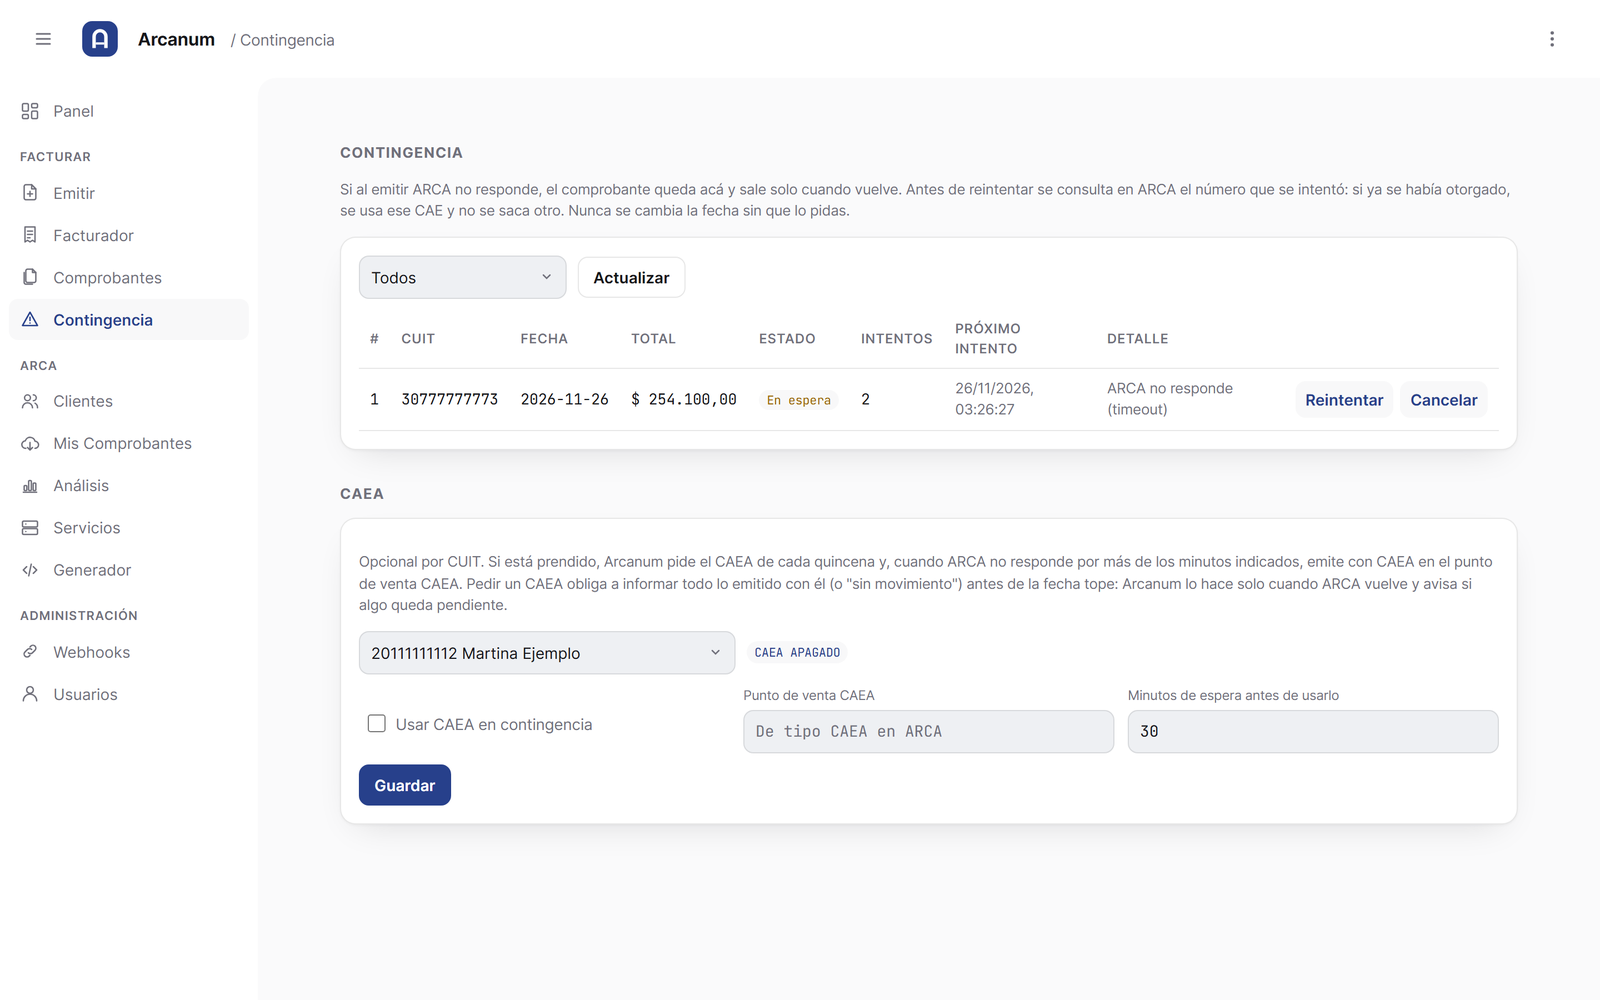 Arcanum / Contingencia
Panel
FACTURAR
Emitir
Facturador
Comprobantes
Contingencia
ARCA
Clientes
Mis Comprobantes
Análisis
Servicios
Generador
ADMINISTRACIÓN
Webhooks
Usuarios
CONTINGENCIA
Si al emitir ARCA no responde, el comprobante queda acá y sale solo cuando vuelve. Antes de reintentar se consulta en ARCA el número que se intentó: si ya se había otorgado,
se usa ese CAE y no se saca otro. Nunca se cambia la fecha sin que lo pidas.
Todos Actualizar
# CUIT FECHA TOTAL ESTADO INTENTOS PRÓXIMO INTENTO DETALLE
1 30777777773 2026-11-26 $ 254.100,00 En espera 2 26/11/2026, 03:26:27 ARCA no responde (timeout) Reintentar Cancelar
CAEA
Opcional por CUIT. Si está prendido, Arcanum pide el CAEA de cada quincena y, cuando ARCA no responde por más de los minutos indicados, emite con CAEA en el punto
de venta CAEA. Pedir un CAEA obliga a informar todo lo emitido con él (o "sin movimiento") antes de la fecha tope: Arcanum lo hace solo cuando ARCA vuelve y avisa si
algo queda pendiente.
20111111112 Martina Ejemplo CAEA APAGADO
Usar CAEA en contingencia
Punto de venta CAEA
De tipo CAEA en ARCA
Minutos de espera antes de usarlo
30
Guardar